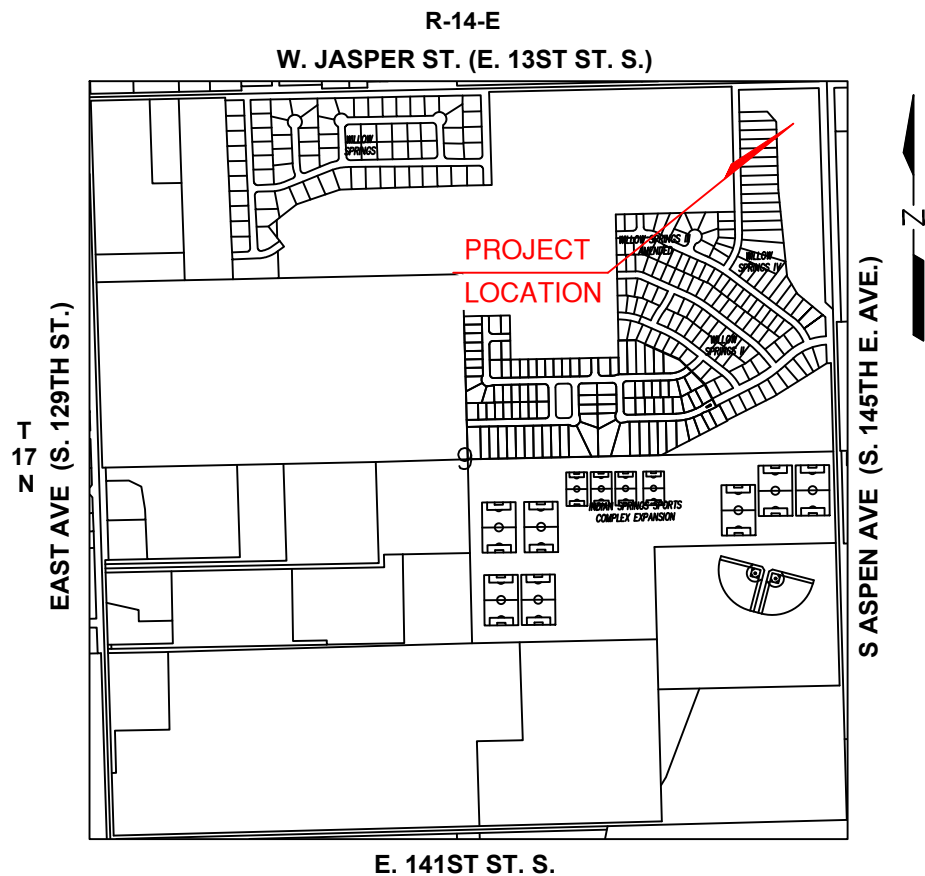 R-14-E
W. JASPER ST. (E. 13ST ST. S.)
WILLOW
SPRINGS
PROJECT
LOCATION
WILLOW SPRINGS III
AMENDED
WILLOW
SPRINGS IV
WILLOW
SPRINGS II
N
EAST AVE (S. 129TH ST.)
T
17
N
9
S ASPEN AVE (S. 145TH E. AVE.)
INDIAN SPRINGS SPORTS
COMPLEX EXPANSION
E. 141ST ST. S.